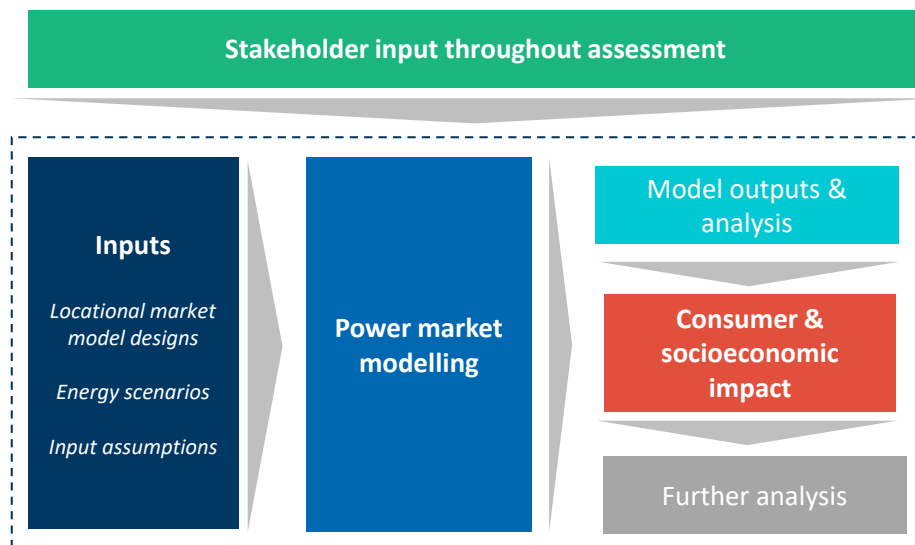 Stakeholder input throughout assessment
Inputs
Locational market
model designs
Energy scenarios
Input assumptions
Power market
modelling
Model outputs &
analysis
Consumer &
socioeconomic
impact
Further analysis